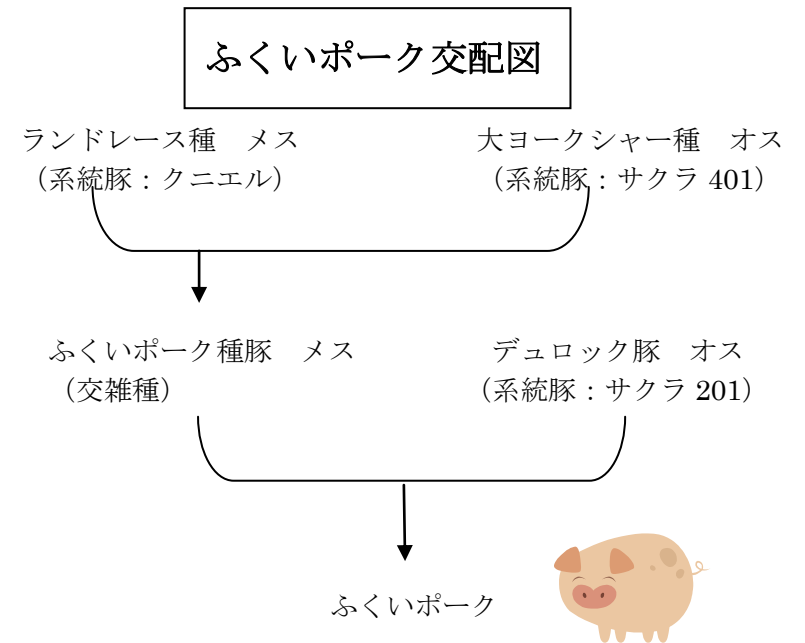 ふくいポーク交配図
ランドレース種　メス
（系統豚：クニエル）
大ヨークシャー種　オス
（系統豚：サクラ 401）
ふくいポーク種豚　メス
（交雑種）
デュロック豚　オス
（系統豚：サクラ 201）
ふくいポーク